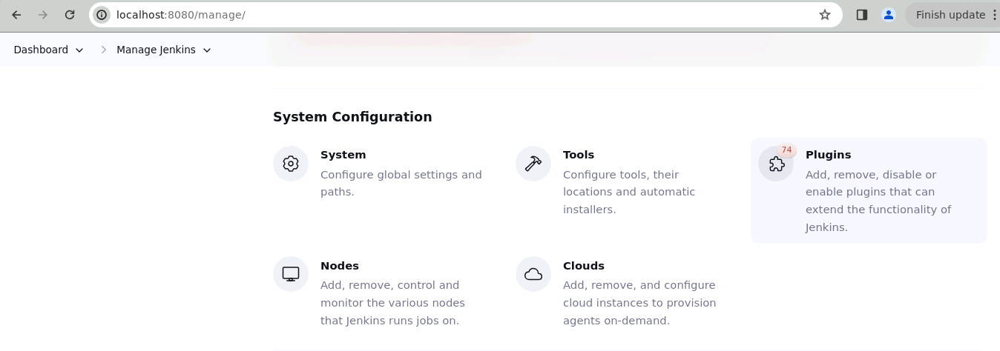 localhost:8080/manage/
Finish update
Dashboard
Manage Jenkins
System Configuration
System
Configure global settings and
paths.
Tools
Configure tools, their
locations and automatic
installers.
74
Plugins
Add, remove, disable or
enable plugins that can
extend the functionality of
Jenkins.
Nodes
Add, remove, control and
monitor the various nodes
that Jenkins runs jobs on.
Clouds
Add, remove, and configure
cloud instances to provision
agents on-demand.